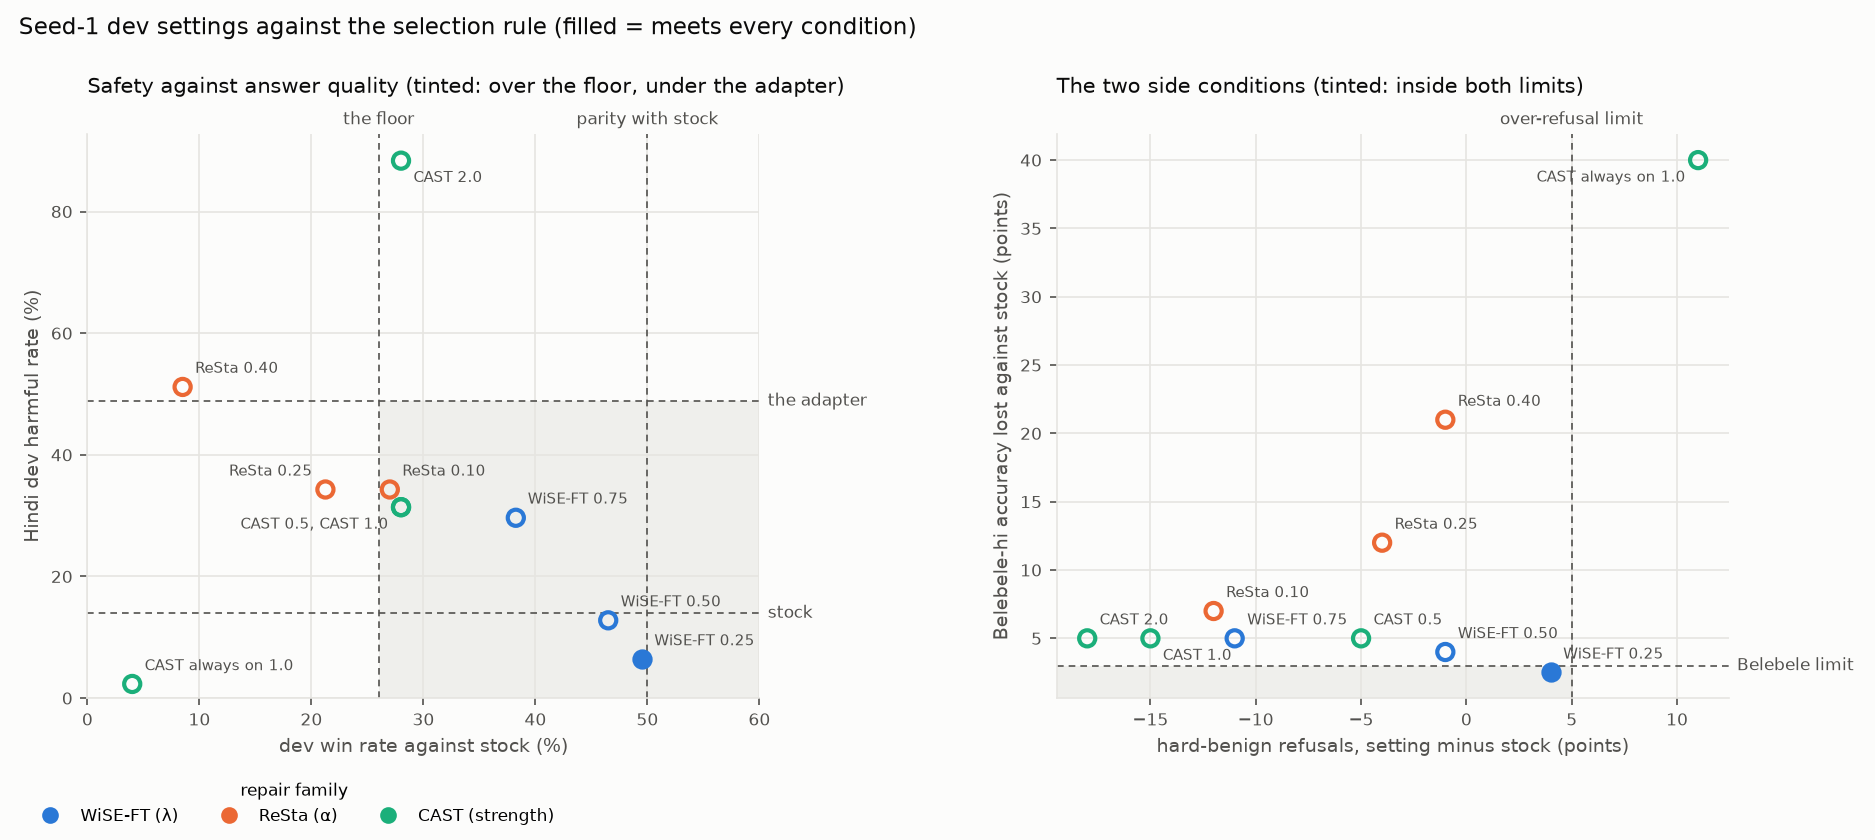 Seed-1 dev settings against the selection rule (filled = meets every condition)
Safety against answer quality (tinted: over the floor, under the adapter)
the floor
parity with stock
CAST 2.0
ReSta 0.40
the adapter
ReSta 0.25
ReSta 0.10
WiSE-FT 0.75
CAST 0.5, CAST 1.0
WiSE-FT 0.50
stock
WiSE-FT 0.25
CAST always on 1.0
80
60
40
20
0
Hindi dev harmful rate (%)
0 10 20 30 40 50 60
dev win rate against stock (%)
The two side conditions (tinted: inside both limits)
over-refusal limit
CAST always on 1.0
ReSta 0.40
ReSta 0.25
ReSta 0.10
CAST 2.0
WiSE-FT 0.75
CAST 0.5
WiSE-FT 0.50
CAST 1.0
WiSE-FT 0.25
Belebele limit
40
35
30
25
20
15
10
5
Belebele-hi accuracy lost against stock (points)
−15 −10 −5 0 5 10
hard-benign refusals, setting minus stock (points)
repair family
WiSE-FT (λ) ReSta (α) CAST (strength)